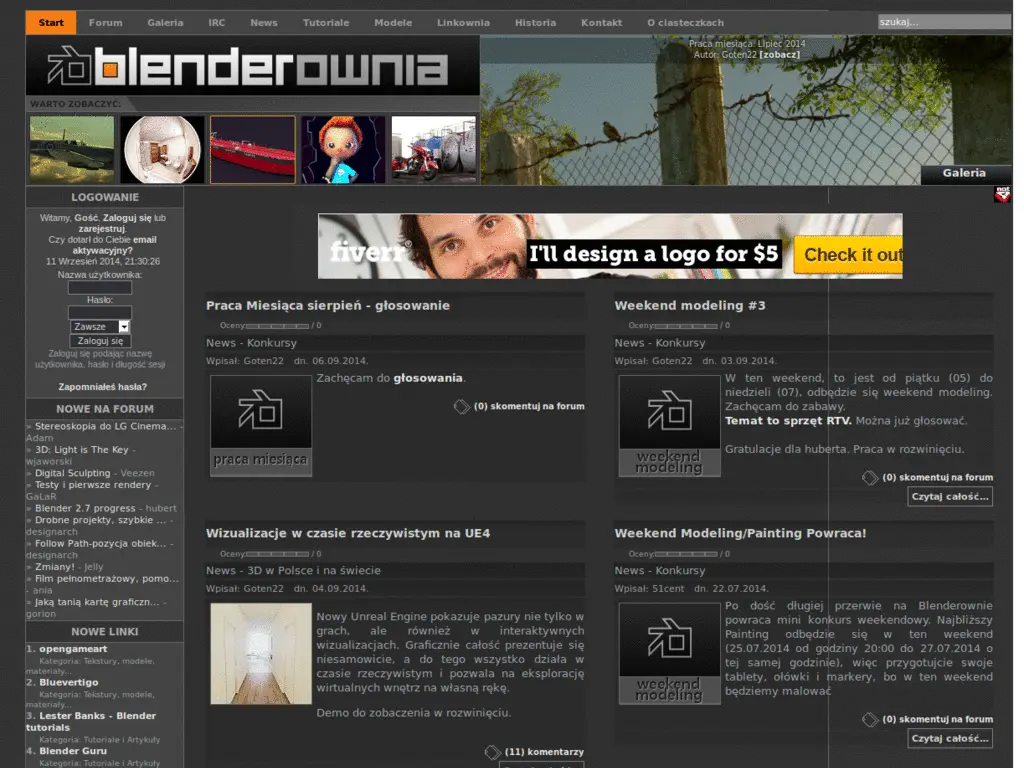 Start Forum Galeria IRC News Tutoriale Modele Linkownia Historia Kontakt O ciasteczkach szukaj...
blenderownia
Praca miesiąca: Lipiec 2014
Autor: Goten22 [zobacz]
WARTO ZOBACZYĆ:
Galeria
LOGOWANIE
Witamy, Gość. Zaloguj się lub
zarejestruj.
Czy dotarł do Ciebie email
aktywacyjny?
11 Wrzesień 2014, 21:30:26
Nazwa użytkownika:
Hasło:
Zawsze
Zaloguj się
Zaloguj się podając nazwę
użytkownika, hasło i długość sesji
Zapomniałeś hasła?
NOWE NA FORUM
» Stereoskopia do LG Cinema... -
Adam
» 3D: Light is The Key -
wjaworski
» Digital Sculpting - Veezen
» Testy i pierwsze rendery -
GaLaR
» Blender 2.7 progress - hubert
» Drobne projekty, szybkie ... -
designarch
» Follow Path-pozycja obiek... -
designarch
» Zmiany! - Jelly
» Film pełnometrażowy, pomo...
- ania
» Jaką tanią kartę graficzn... -
gorion
NOWE LINKI
1. opengameart
Kategoria: Tekstury, modele,
materiały...
2. Bluevertigo
Kategoria: Tekstury, modele,
materiały...
3. Lester Banks - Blender
tutorials
Kategoria: Tutoriale i Artykuły
4. Blender Guru
Kategoria: Tutoriale i Artykuły
fiverr® I'll design a logo for $5 Check it out
Praca Miesiąca sierpień - głosowanie
Oceny: / 0
News - Konkursy
Wpisał: Goten22 dn. 06.09.2014.
praca miesiąca
Zachęcam do głosowania.
(0) skomentuj na forum
Weekend modeling #3
Oceny: / 0
News - Konkursy
Wpisał: Goten22 dn. 03.09.2014.
weekend
modeling
W ten weekend, to jest od piątku (05) do
niedzieli (07), odbędzie się weekend modeling.
Zachęcam do zabawy.
Temat to sprzęt RTV. Można już głosować.
Gratulacje dla huberta. Praca w rozwinięciu.
(0) skomentuj na forum
Czytaj całość...
Wizualizacje w czasie rzeczywistym na UE4
Oceny: / 0
News - 3D w Polsce i na świecie
Wpisał: Goten22 dn. 04.09.2014.
Nowy Unreal Engine pokazuje pazury nie tylko w
grach, ale również w interaktywnych
wizualizacjach. Graficznie całość prezentuje się
niesamowicie, a do tego wszystko działa w
czasie rzeczywistym i pozwala na eksplorację
wirtualnych wnętrz na własną rękę.
Demo do zobaczenia w rozwinięciu.
(11) komentarzy
Weekend Modeling/Painting Powraca!
Oceny: / 0
News - Konkursy
Wpisał: 51cent dn. 22.07.2014.
weekend
modeling
Po dość długiej przerwie na Blenderownie
powraca mini konkurs weekendowy. Najbliższy
Painting odbędzie się w ten weekend
(25.07.2014 od godziny 20:00 do 27.07.2014 o
tej samej godzinie), więc przygotujcie swoje
tablety, ołówki i markery, bo w ten weekend
będziemy malować
(0) skomentuj na forum
Czytaj całość...